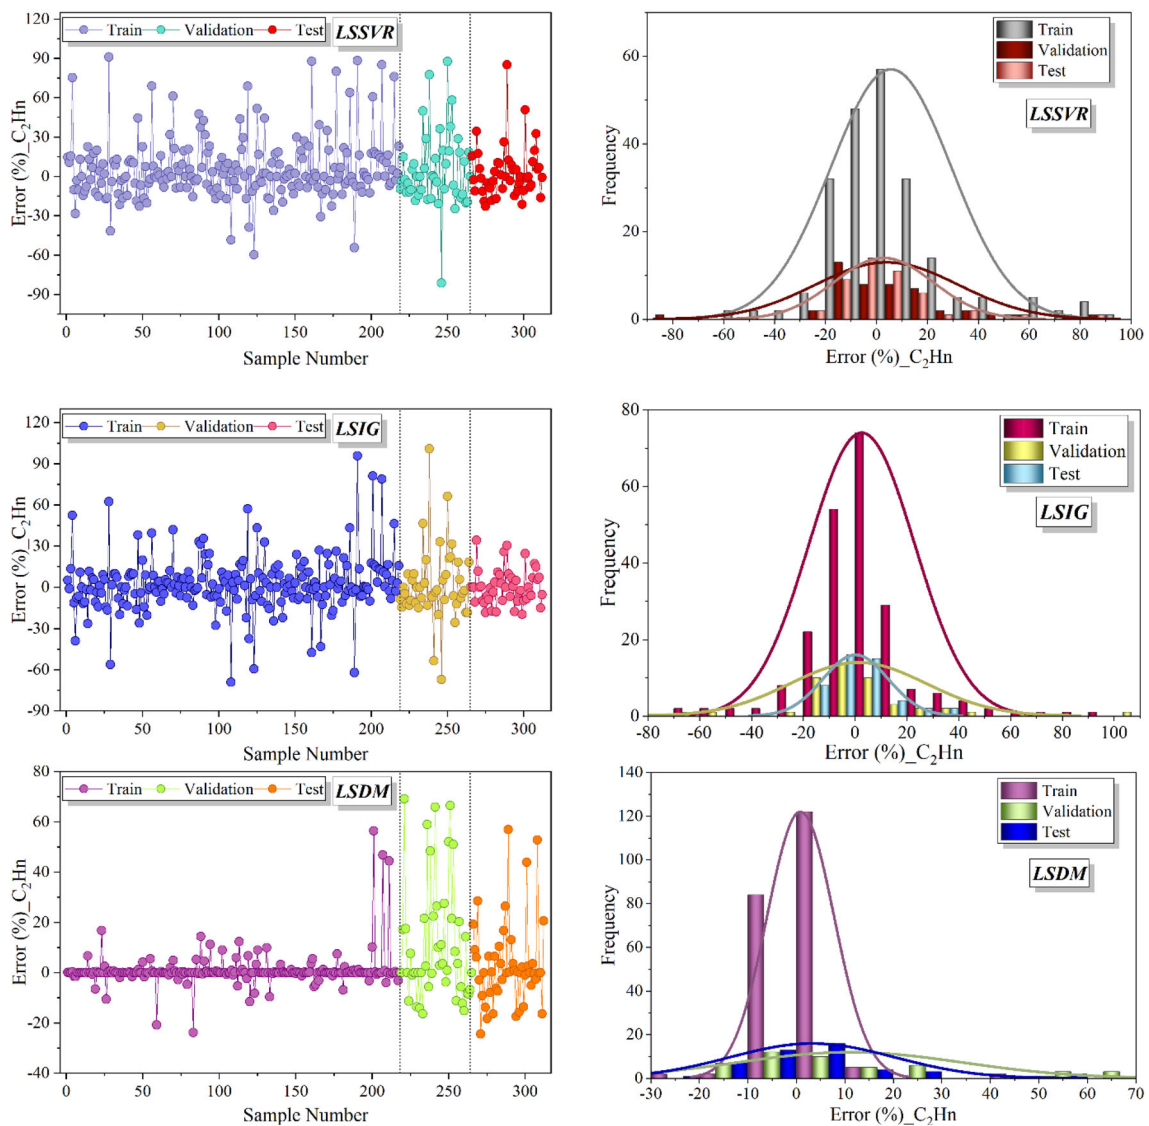 Train Validation Test LSSVR
120
90
60
30
0
-30
-60
-90
Error (%)_C2Hn
0 50 100 150 200 250 300
Sample Number
Train
Validation
Test
LSSVR
60
40
20
0
Frequency
-80 -60 -40 -20 0 20 40 60 80 100
Error (%)_C2Hn
Train Validation Test LSIG
120
90
60
30
0
-30
-60
-90
Error (%)_C2Hn
0 50 100 150 200 250 300
Sample Number
Train
Validation
Test
LSIG
80
60
40
20
0
Frequency
-80 -60 -40 -20 0 20 40 60 80 100
Error (%)_C2Hn
Train Validation Test LSDM
80
60
40
20
0
-20
-40
Error (%)_C2Hn
0 50 100 150 200 250 300
Sample Number
Train
Validation
Test
LSDM
140
120
100
80
60
40
20
0
Frequency
-30 -20 -10 0 10 20 30 40 50 60 70
Error (%)_C2Hn